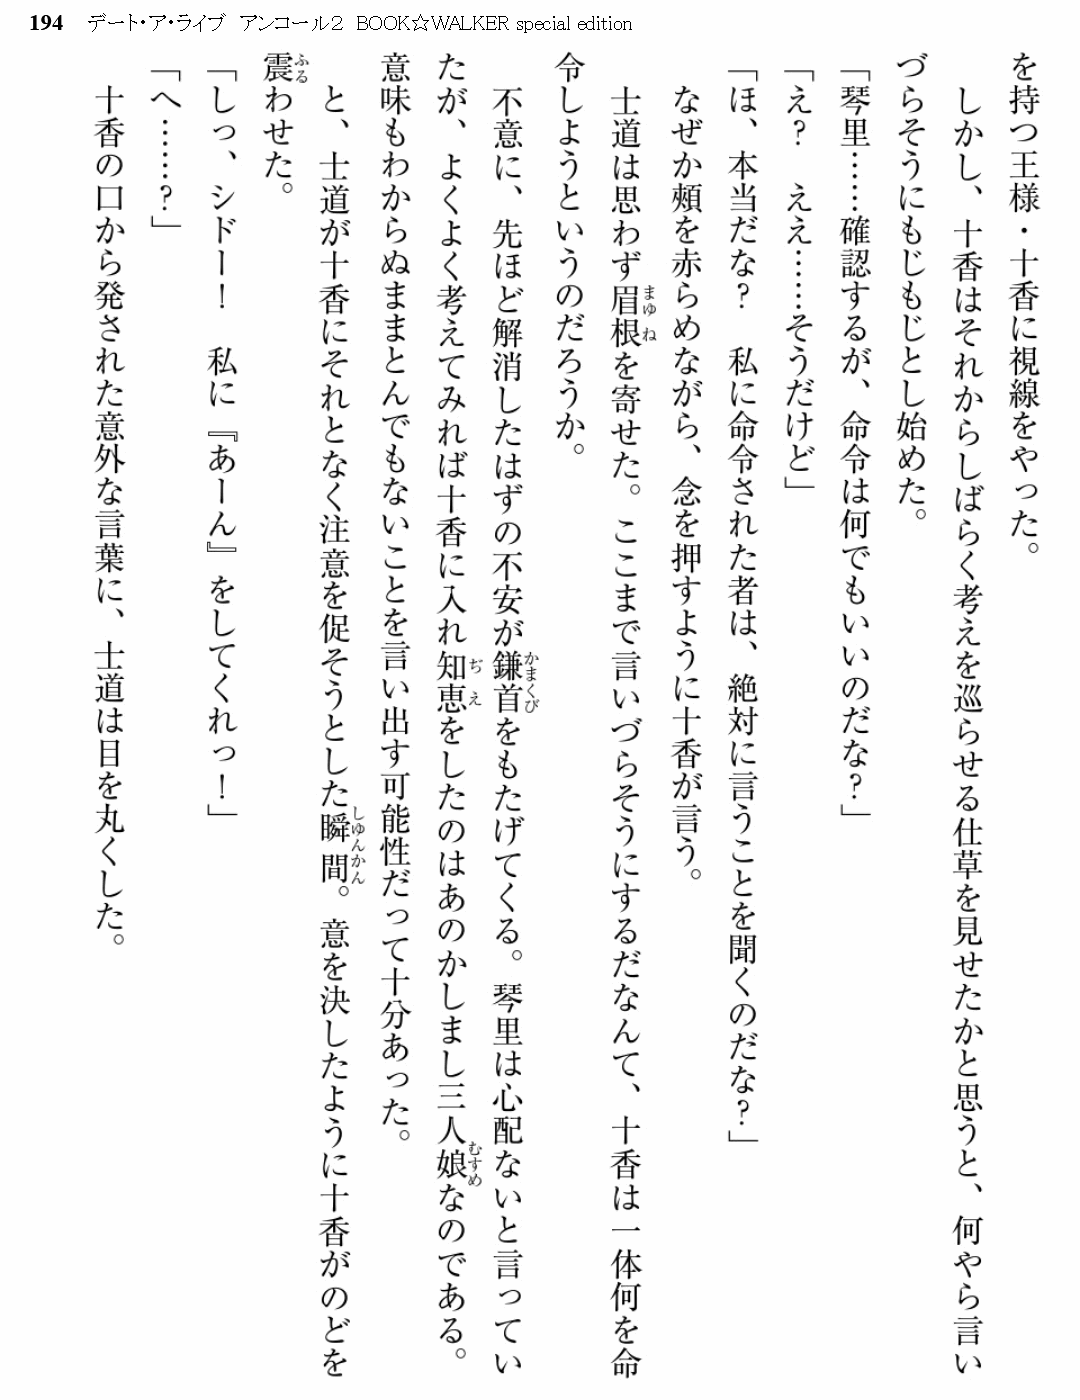 194 デート・ア・ライブ アンコール2 BOOK☆WALKER special edition
を持つ王様・十香に視線をやった。
しかし、十香はそれからしばらく考えを巡らせる仕草を見せたかと思うと、何やら言い
づらそうにもじもじとし始めた。
「琴里……確認するが、命令は何でもいいのだな?」
「え? ええ……そうだけど」
「ほ、本当だな? 私に命令された者は、絶対に言うことを聞くのだな?」
なぜか頰を赤らめながら、念を押すように十香が言う。
士道は思わず眉根を寄せた。ここまで言いづらそうにするだなんて、十香は一体何を命
令しようというのだろうか。
不意に、先ほど解消したはずの不安が鎌首をもたげてくる。琴里は心配ないと言ってい
たが、よくよく考えてみれば十香に入れ知恵をしたのはあのかしまし三人娘なのである。
意味もわからぬままとんでもないことを言い出す可能性だって十分あった。
と、士道が十香にそれとなく注意を促そうとした瞬間。意を決したように十香がのどを
震わせた。
「しっ、シドー! 私に『あーん』をしてくれっ!」
「へ……?」
十香の口から発された意外な言葉に、士道は目を丸くした。